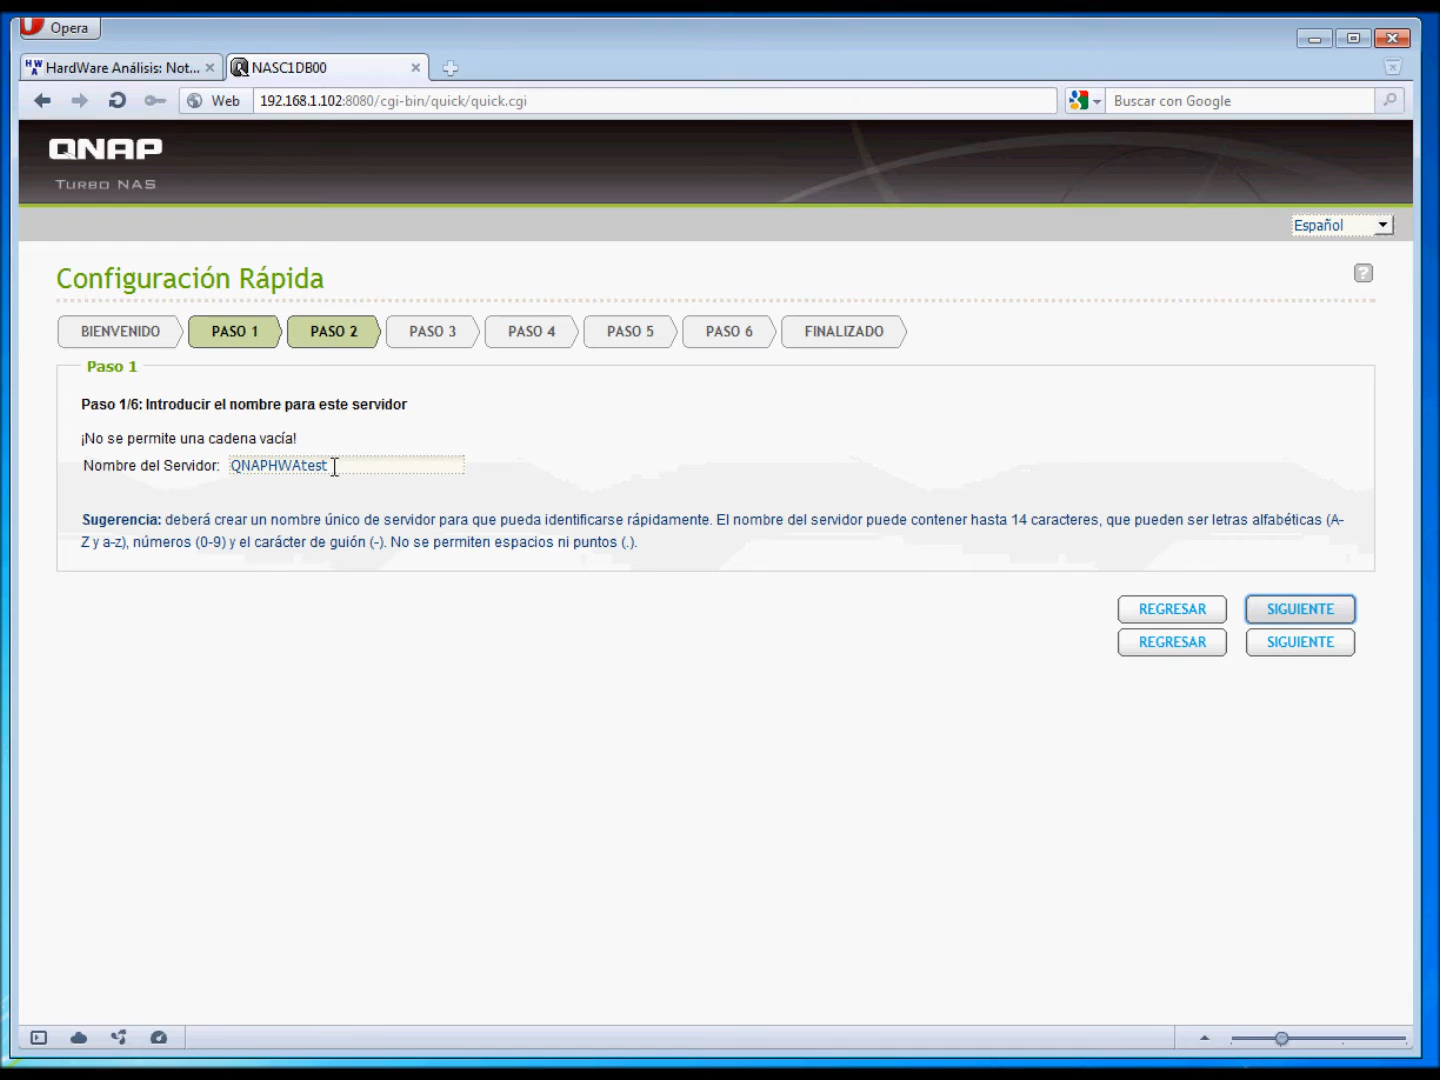 Opera
HardWare Análisis: Not...
NASC1DB00
Web
192.168.1.102:8080/cgi-bin/quick/quick.cgi
Buscar con Google
QNAP
TURBO NAS
Español
Configuración Rápida
?
BIENVENIDO
PASO 1
PASO 2
PASO 3
PASO 4
PASO 5
PASO 6
FINALIZADO
Paso 1
Paso 1/6: Introducir el nombre para este servidor
¡No se permite una cadena vacía!
Nombre del Servidor: QNAPHWAtest
Sugerencia: deberá crear un nombre único de servidor para que pueda identificarse rápidamente. El nombre del servidor puede contener hasta 14 caracteres, que pueden ser letras alfabéticas (A-
Z y a-z), números (0-9) y el carácter de guión (-). No se permiten espacios ni puntos (.).
REGRESAR
SIGUIENTE
REGRESAR
SIGUIENTE